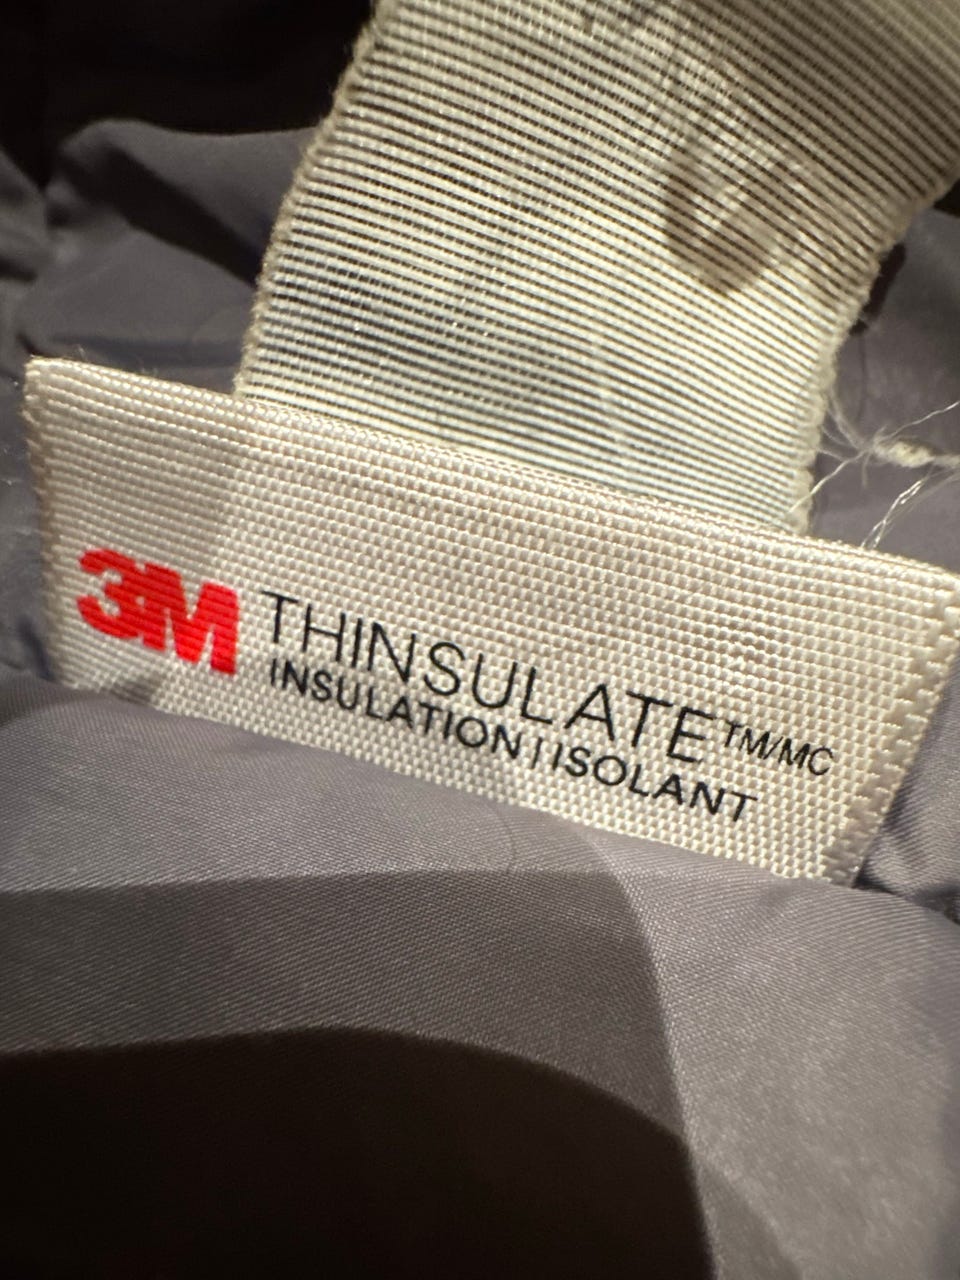 3M THINSULATE™/MC
INSULATION | ISOLANT